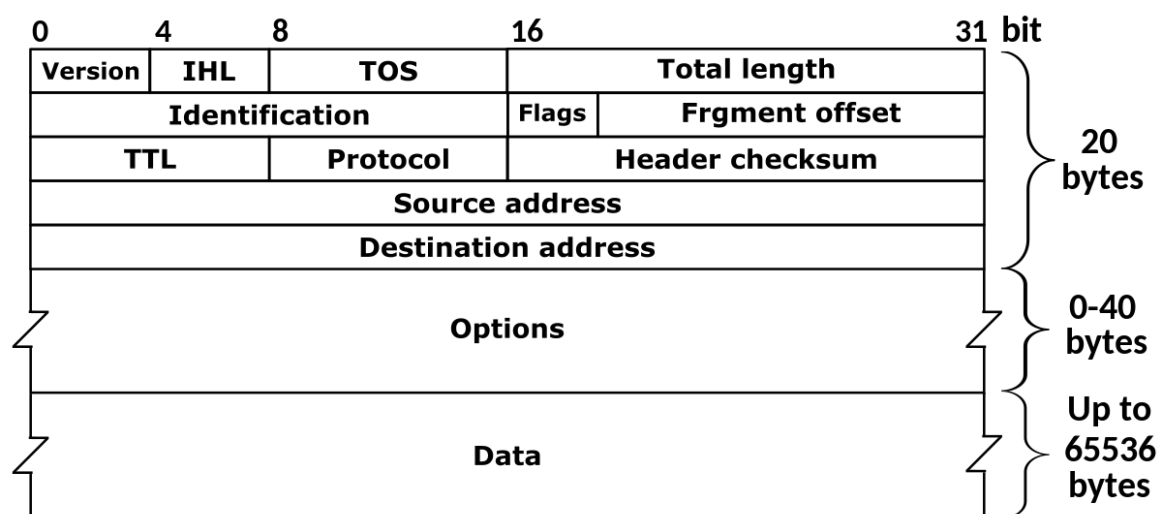 0 4 8 16 31 bit
Version IHL TOS Total length
Identification Flags Frgment offset
TTL Protocol Header checksum
20
bytes
Source address
Destination address
Options
0-40
bytes
Data
Up to
65536
bytes